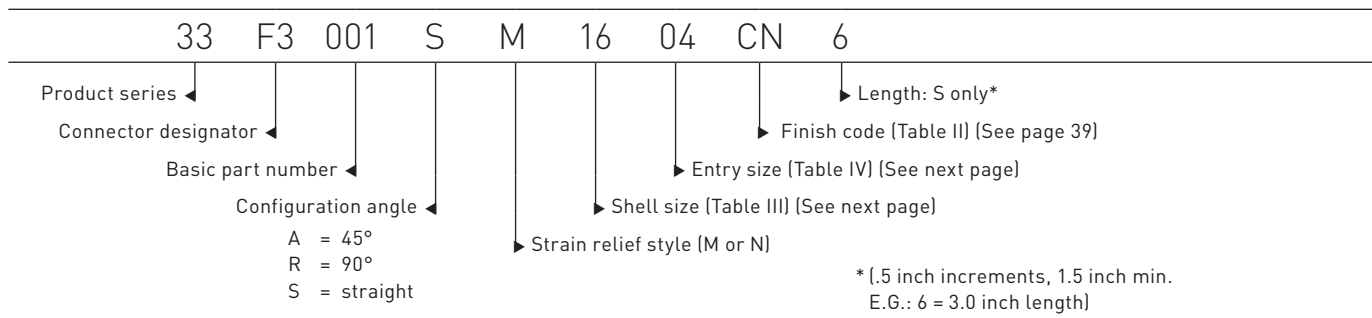 33 F3 001 S M 16 04 CN 6
Product series
Length: S only*
Connector designator
Finish code (Table II) (See page 39)
Basic part number
Entry size (Table IV) (See next page)
Configuration angle
Shell size (Table III) (See next page)
A = 45°
R = 90°
S = straight
Strain relief style (M or N)
* (.5 inch increments, 1.5 inch min.
E.G.: 6 = 3.0 inch length)